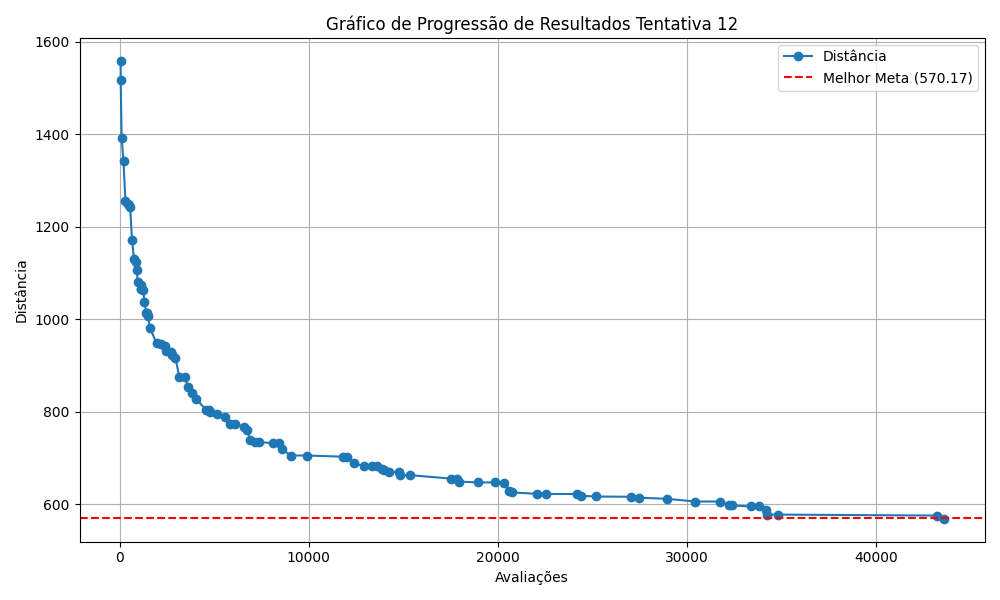 Gráfico de Progressão de Resultados Tentativa 12
Distância
Melhor Meta (570.17)
1600
1400
1200
1000
800
600
Distância
0
10000
20000
30000
40000
Avaliações